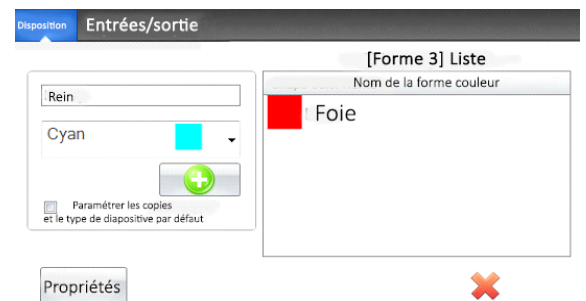 Disposition Entrées/sortie
[Forme 3] Liste
Nom de la forme couleur
Rein
Foie
Cyan
Paramétrer les copies
et le type de diapositive par défaut
Propriétés